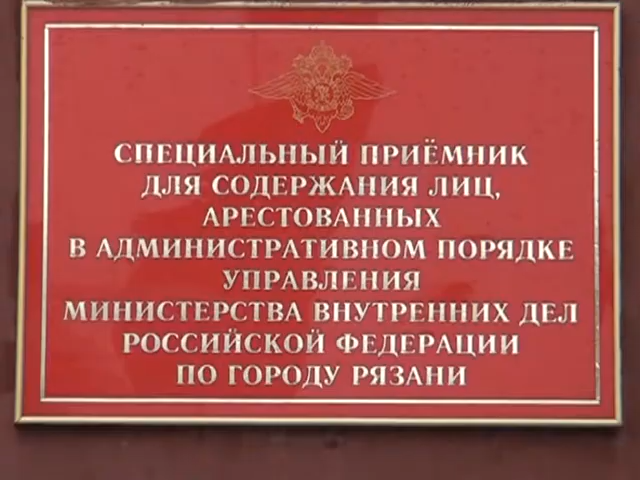 СПЕЦИАЛЬНЫЙ ПРИЁМНИК
ДЛЯ СОДЕРЖАНИЯ ЛИЦ,
АРЕСТОВАННЫХ
В АДМИНИСТРАТИВНОМ ПОРЯДКЕ
УПРАВЛЕНИЯ
МИНИСТЕРСТВА ВНУТРЕННИХ ДЕЛ
РОССИЙСКОЙ ФЕДЕРАЦИИ
ПО ГОРОДУ РЯЗАНИ